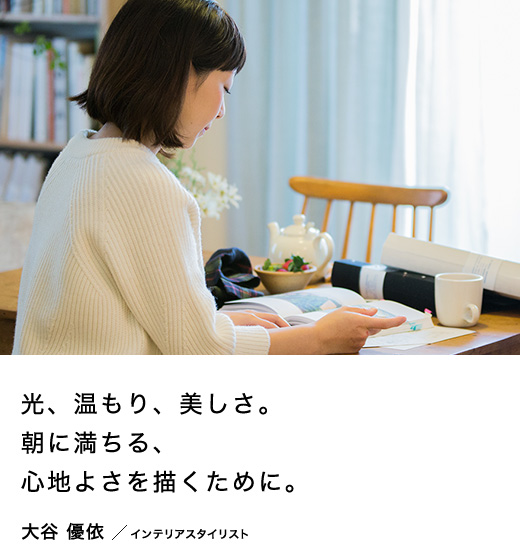 光、温もり、美しさ。
朝に満ちる、
心地よさを描くために。
大谷 優依 ／インテリアスタイリスト